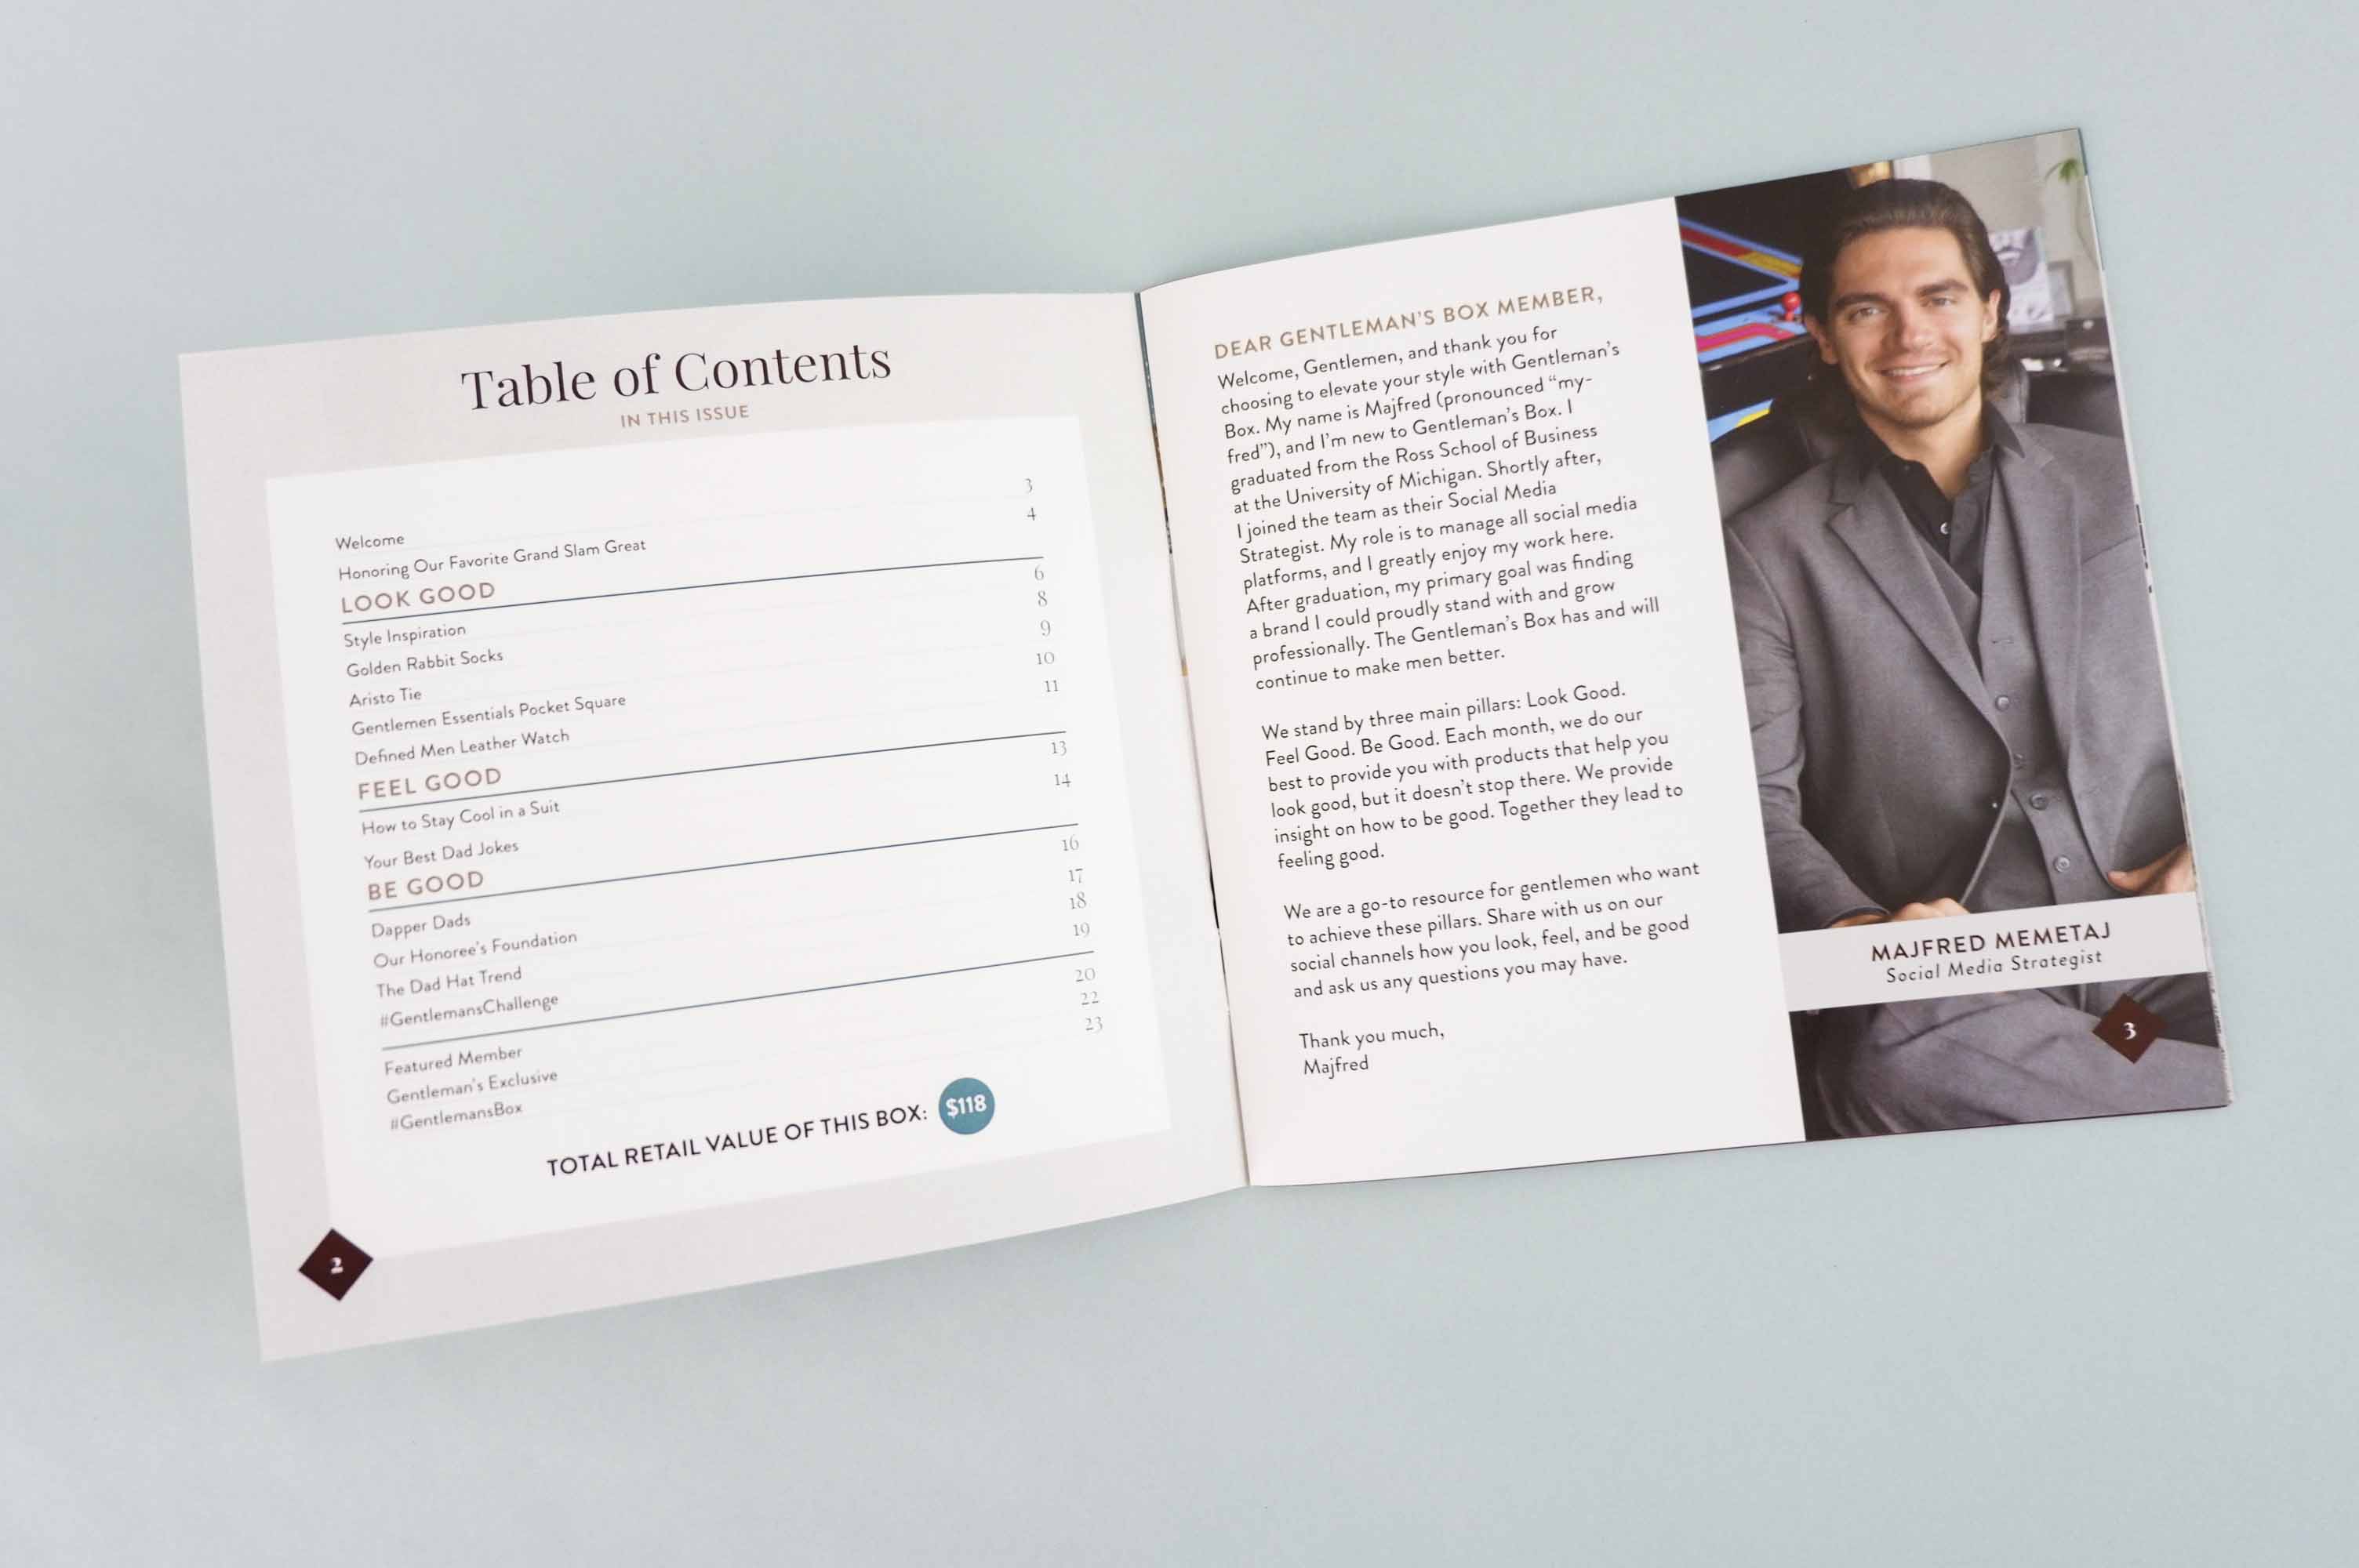 Table of Contents
IN THIS ISSUE
Welcome 3
Honoring Our Favorite Grand Slam Great 4
LOOK GOOD
Style Inspiration 6
Golden Rabbit Socks 8
Aristo Tie 9
Gentlemen Essentials Pocket Square 10
Defined Men Leather Watch 11
FEEL GOOD
How to Stay Cool in a Suit 13
Your Best Dad Jokes 14
BE GOOD
Dapper Dads 16
Our Honoree's Foundation 17
The Dad Hat Trend 18
#GentlemansChallenge 19
Featured Member 20
Gentleman's Exclusive 22
#GentlemansBox 23
TOTAL RETAIL VALUE OF THIS BOX: $118
2
DEAR GENTLEMAN'S BOX MEMBER,
Welcome, Gentlemen, and thank you for
choosing to elevate your style with Gentleman's
Box. My name is Majfred (pronounced "my-
fred"), and I'm new to Gentleman's Box. I
graduated from the Ross School of Business
at the University of Michigan. Shortly after,
I joined the team as their Social Media
Strategist. My role is to manage all social media
platforms, and I greatly enjoy my work here.
After graduation, my primary goal was finding
a brand I could proudly stand with and grow
professionally. The Gentleman's Box has and will
continue to make men better.
We stand by three main pillars: Look Good.
Feel Good. Be Good. Each month, we do our
best to provide you with products that help you
look good, but it doesn't stop there. We provide
insight on how to be good. Together they lead to
feeling good.
We are a go-to resource for gentlemen who want
to achieve these pillars. Share with us on our
social channels how you look, feel, and be good
and ask us any questions you may have.
Thank you much,
Majfred
MAJFRED MEMETAJ
Social Media Strategist
3